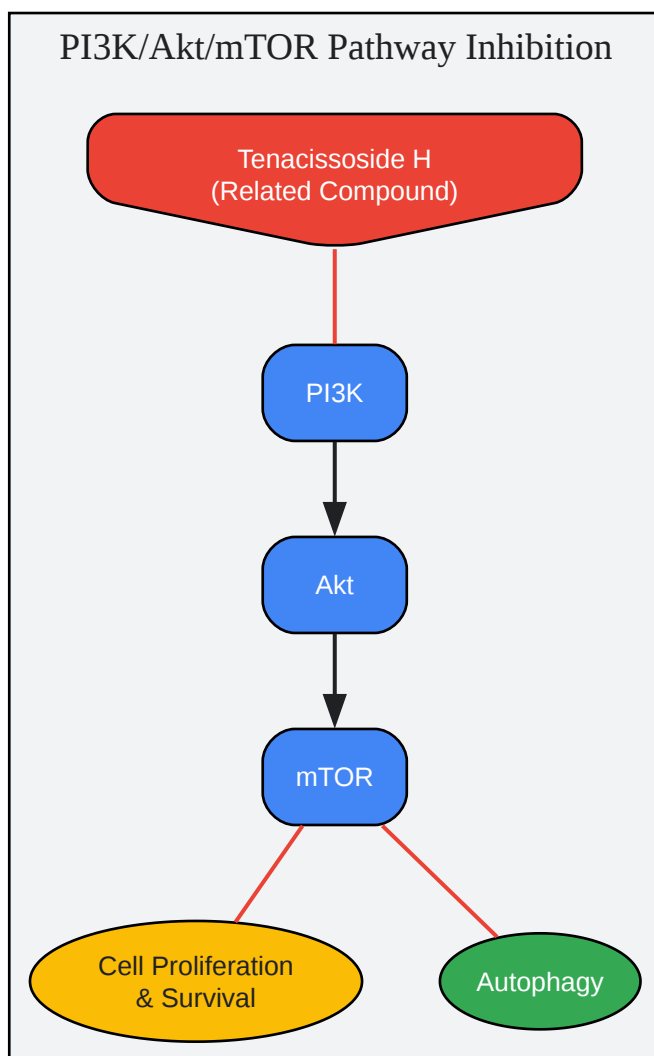 PI3K/Akt/mTOR Pathway Inhibition
Tenacissoside H
(Related Compound)
PI3K
Akt
mTOR
Cell Proliferation
& Survival
Autophagy